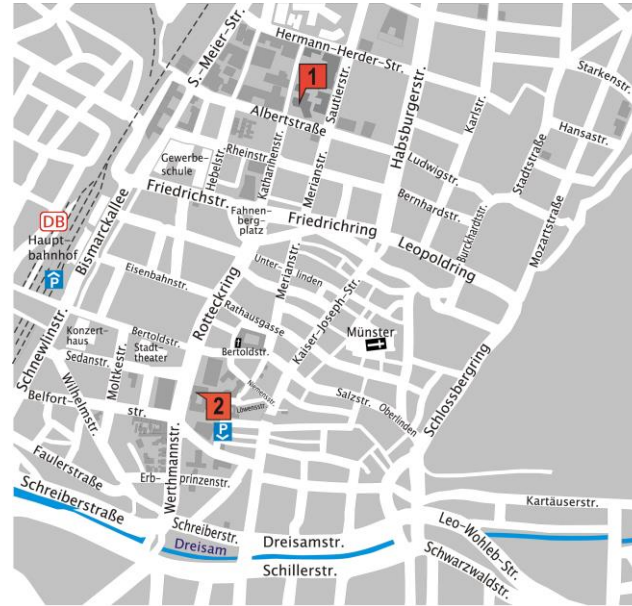 Hermann-Herder-Str.
S.-Meier-Str.
1
Sautierstr.
Habsburgerstr.
Starkenstr.
Karlstr.
Hansastr.
Albertstraße
Stadtstraße
Gewerbe-
schule
Rheinstr.
Hebelstr.
Katharinenstr.
Merianstr.
Ludwigstr.
Bernhardstr.
Burckhardtstr.
Mozartstraße
Friedrichstr.
Fahnen-
berg-
platz
Friedrichring
Leopoldring
DB
Haupt-
bahnhof
P
Bismarckallee
Eisenbahnstr.
Rotteckring
Unter-
linden
Merianstr.
Rathausgasse
Kaiser-Joseph-Str.
Münster
Schnewlinstr.
Konzert-
haus
Bertoldstr.
Stadt-
theater
Bertoldstr.
Sedanstr.
Moltkestr.
Niemensstr.
Löwenstr.
Salzstr.
Oberlinden
Schlossbergring
Belfort-
str.
Wilhelmstr.
2
P
Werthmannstr.
Faulerstraße
Erb-
prinzenstr.
Schreiberstraße
Schreiberstr.
Dreisam
Dreisamstr.
Schillerstr.
Kartäuserstr.
Leo-Wohleb-Str.
Schwarzwaldstr.